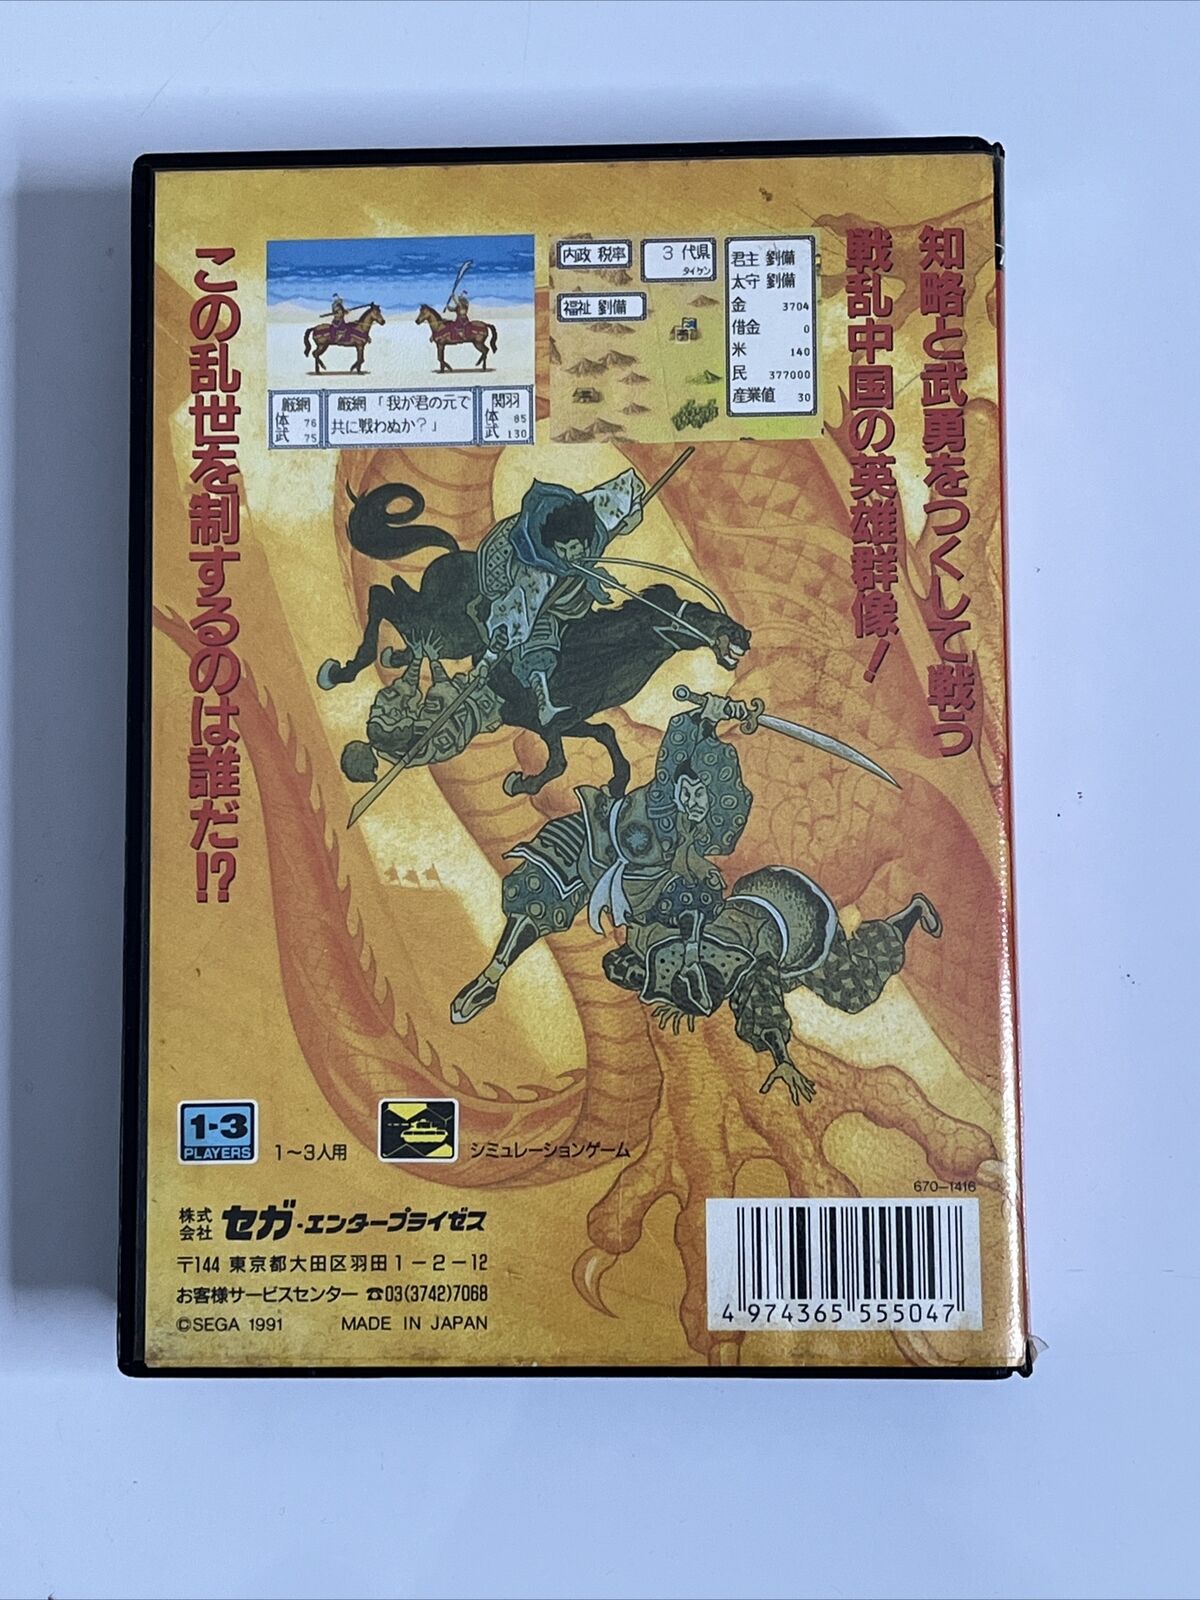 知略と武勇をつくして戦う
戦乱中国の英雄群像!
この乱世を制するのは誰だ!?
厳網
体 76
武 75
厳網「我が君の元で
共に戦わぬか?」
関羽
体 85
武 130
内政 税率
福祉 劉備
3 代県
タイケン
君主 劉備
太守 劉備
金 3704
借金 0
米 140
民 377000
産業値 30
1-3
PLAYERS
1~3人用
シミュレーションゲーム
670-1416
株式会社 セガ・エンタープライゼス
〒144 東京都大田区羽田1-2-12
お客様サービスセンター ☎03(3742)7068
©SEGA 1991 MADE IN JAPAN
4 974365 555047